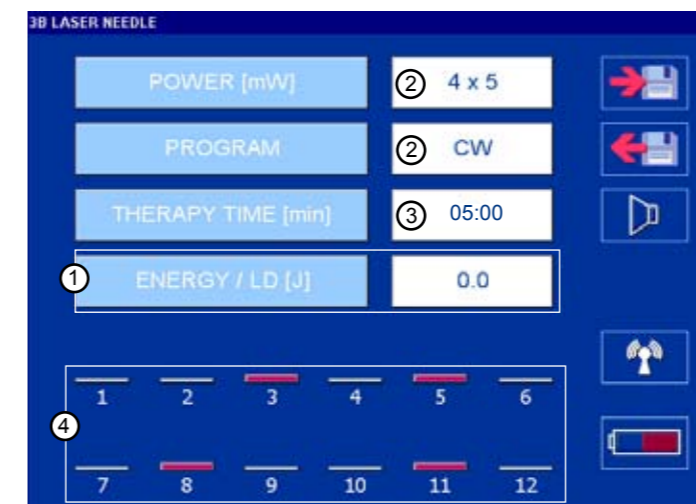 3B LASER NEEDLE
POWER [mW] 2 4 x 5
PROGRAM 2 CW
THERAPY TIME [min] 3 05:00
1 ENERGY / LD [J] 0.0
1 2 3 4 5 6
4
7 8 9 10 11 12